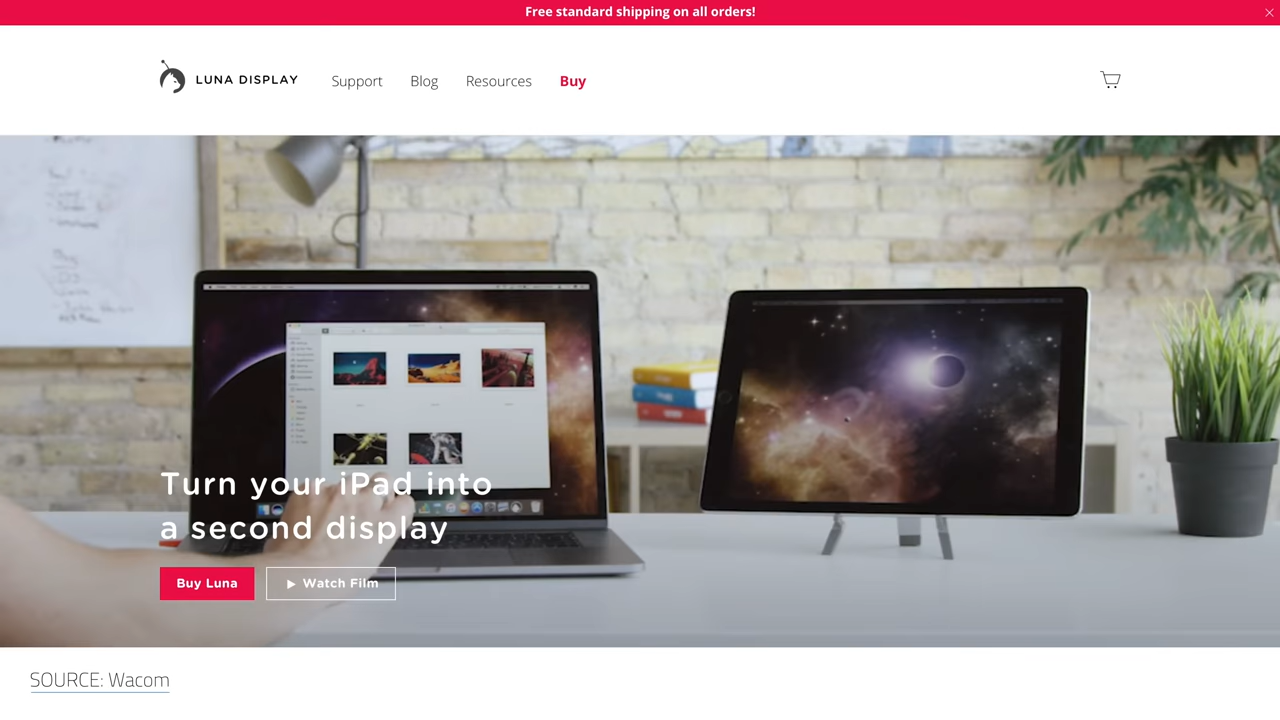 Free standard shipping on all orders!
LUNA DISPLAY Support Blog Resources Buy
Turn your iPad into
a second display
Buy Luna Watch Film
SOURCE: Wacom